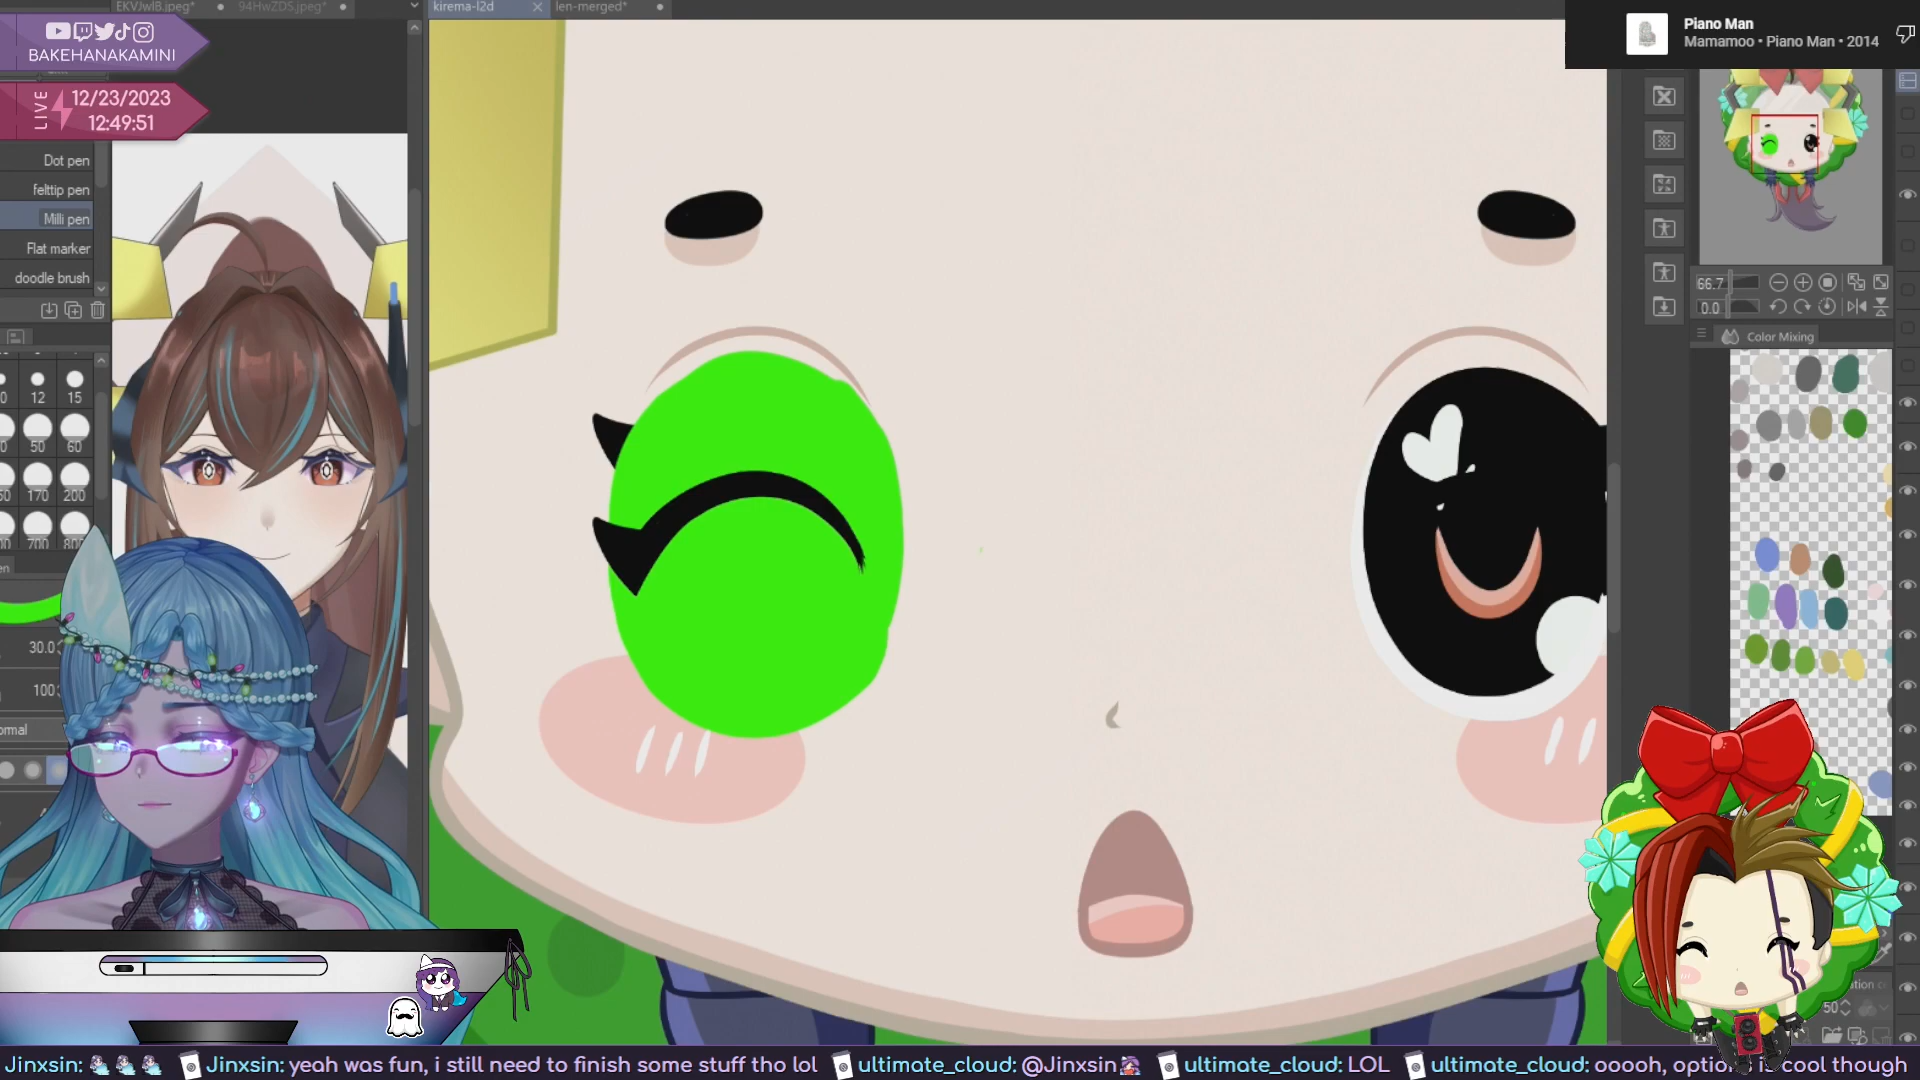 EKVJwlB.jpeg*
94HwZDS.jpeg*
kirema-l2d
len-merged*
Piano Man
Mamamoo • Piano Man • 2014
BAKEHANAKAMINI
LIVE
12/23/2023
12:49:51
Dot pen
felttip pen
Milli pen
Flat marker
doodle brush
12 15
50 60
170 200
700 800
30.0
100
66.7
0.0
Color Mixing
50
Jinxsin:
Jinxsin: yeah was fun, i still need to finish some stuff tho lol
ultimate_cloud: @Jinxsin
ultimate_cloud: LOL
ultimate_cloud: ooooh, is cool though